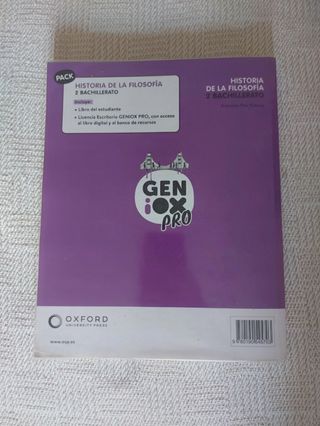 PACK
HISTORIA DE LA FILOSOFÍA
2 BACHILLERATO
Incluye:
• Libro del estudiante
• Licencia Escritorio GENiOX PRO, con acceso
al libro digital y al banco de recursos
HISTORIA
DE LA FILOSOFÍA
2 BACHILLERATO
GEN
iOX
PRO
OXFORD
UNIVERSITY PRESS
www.oup.es